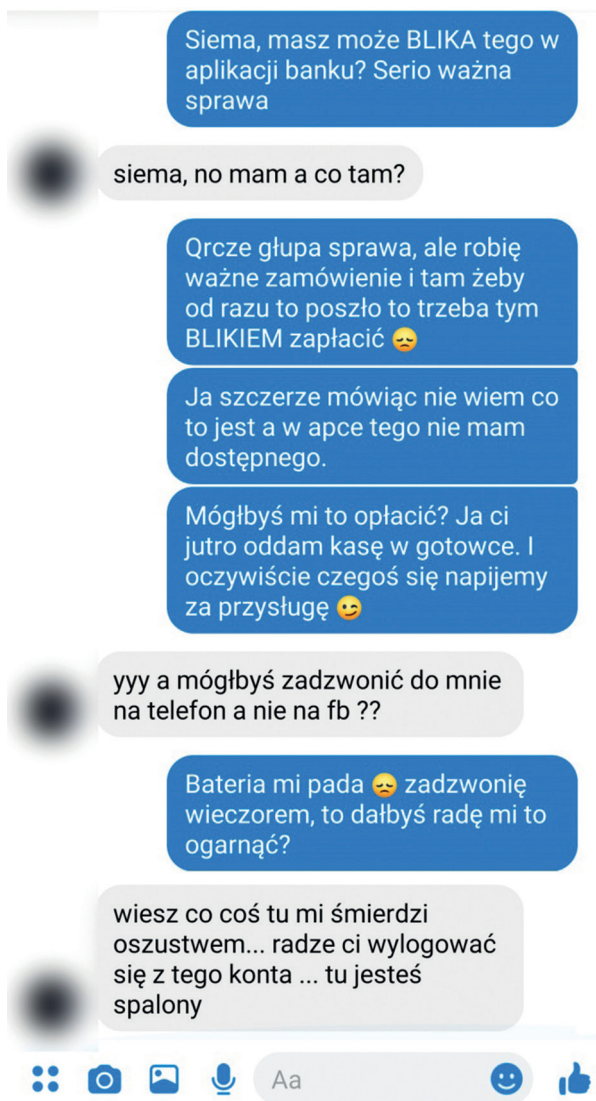 Siema, masz może BLIKA tego w
aplikacji banku? Serio ważna
sprawa
siema, no mam a co tam?
Qrcze głupa sprawa, ale robię
ważne zamówienie i tam żeby
od razu to poszło to trzeba tym
BLIKIEM zapłacić 😞
Ja szczerze mówiąc nie wiem co
to jest a w apce tego nie mam
dostępnego.
Mógłbyś mi to opłacić? Ja ci
jutro oddam kasę w gotowce. I
oczywiście czegoś się napijemy
za przysługę 😉
yyy a mógłbyś zadzwonić do mnie
na telefon a nie na fb ??
Bateria mi pada 😞 zadzwonię
wieczorem, to dałbyś radę mi to
ogarnąć?
wiesz co coś tu mi śmierdzi
oszustwem... radze ci wylogować
się z tego konta ... tu jesteś
spalony
Aa